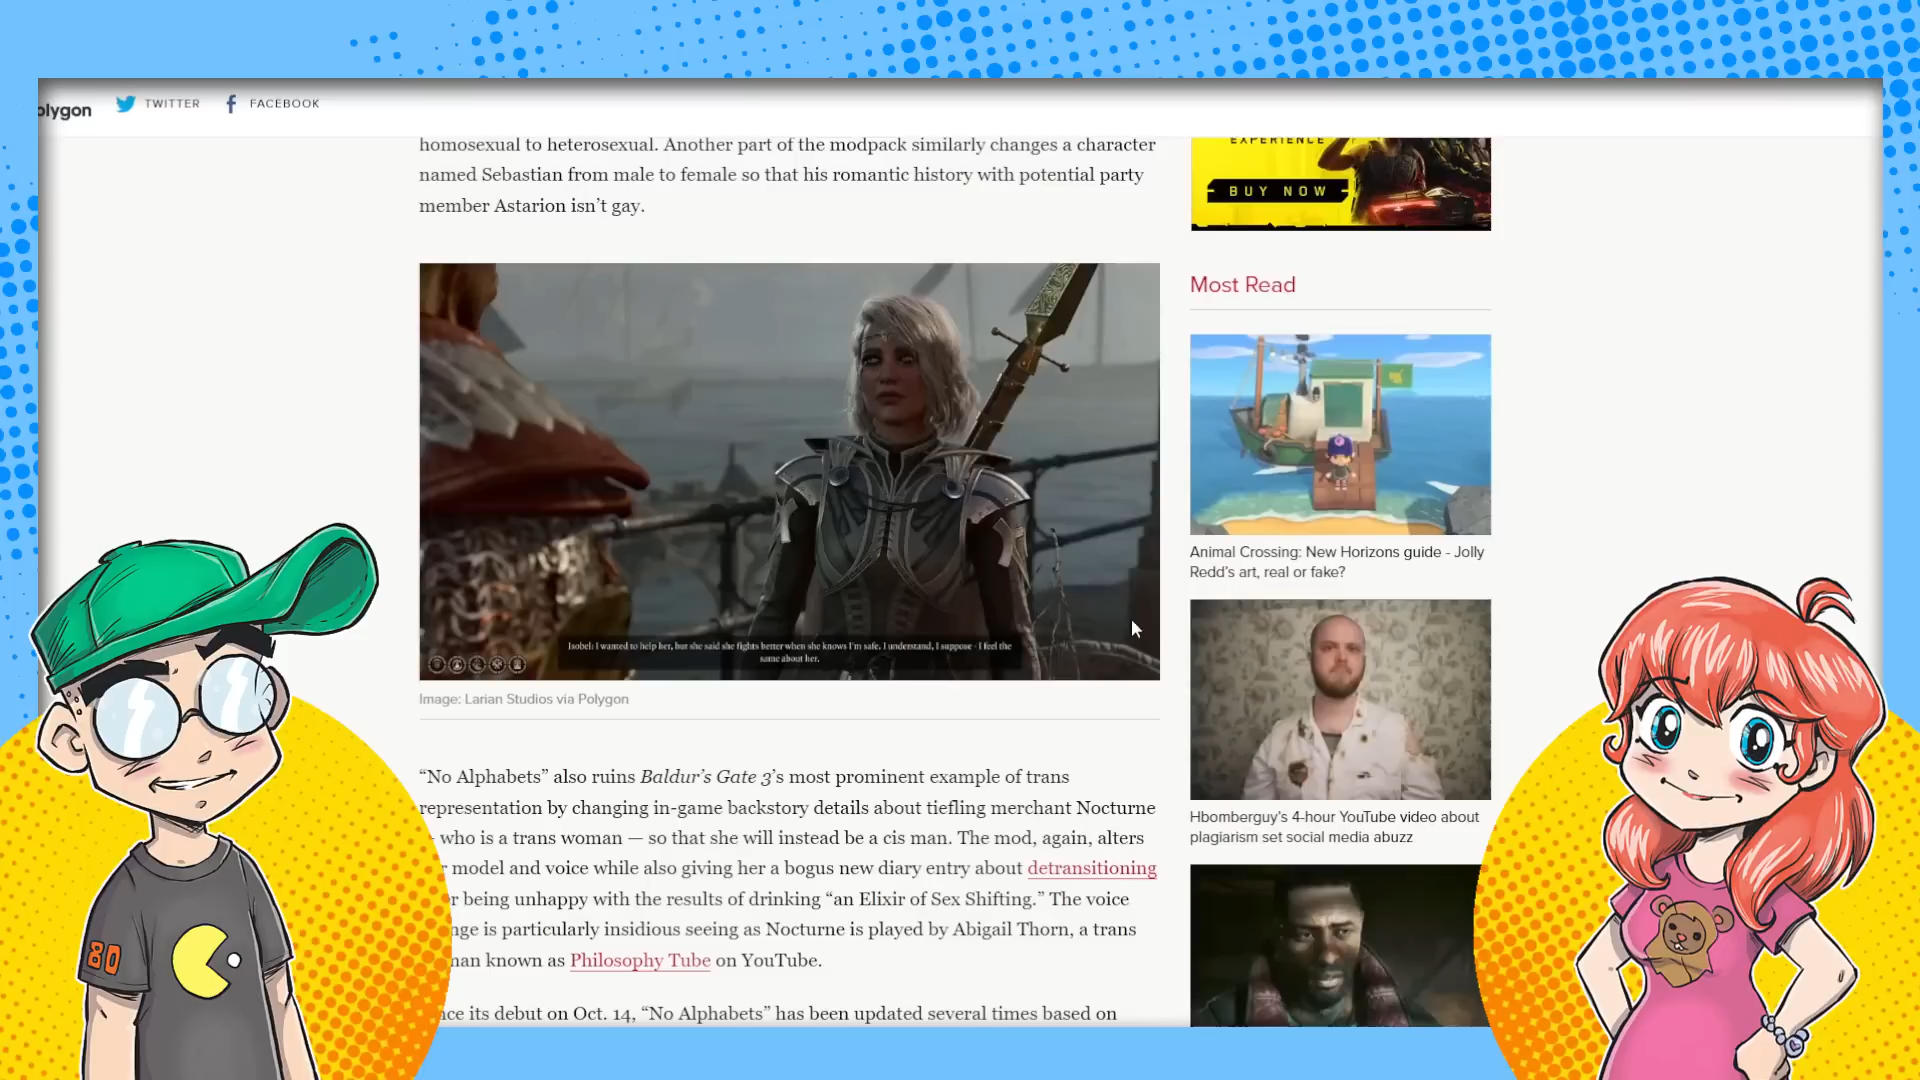 olygon
TWITTER
FACEBOOK
homosexual to heterosexual. Another part of the modpack similarly changes a character
named Sebastian from male to female so that his romantic history with potential party
member Astarion isn’t gay.
Isobel: I wanted to help her, but she said she fights better when she knows I'm safe. I understand, I suppose - I feel the
same about her.
Image: Larian Studios via Polygon
“No Alphabets” also ruins Baldur’s Gate 3’s most prominent example of trans
representation by changing in-game backstory details about tiefling merchant Nocturne
— who is a trans woman — so that she will instead be a cis man. The mod, again, alters
r model and voice while also giving her a bogus new diary entry about detransitioning
r being unhappy with the results of drinking “an Elixir of Sex Shifting.” The voice
nge is particularly insidious seeing as Nocturne is played by Abigail Thorn, a trans
man known as Philosophy Tube on YouTube.
nce its debut on Oct. 14, “No Alphabets” has been updated several times based on
EXPERIENCE
BUY NOW
Most Read
Animal Crossing: New Horizons guide - Jolly
Redd’s art, real or fake?
Hbomberguy’s 4-hour YouTube video about
plagiarism set social media abuzz
80